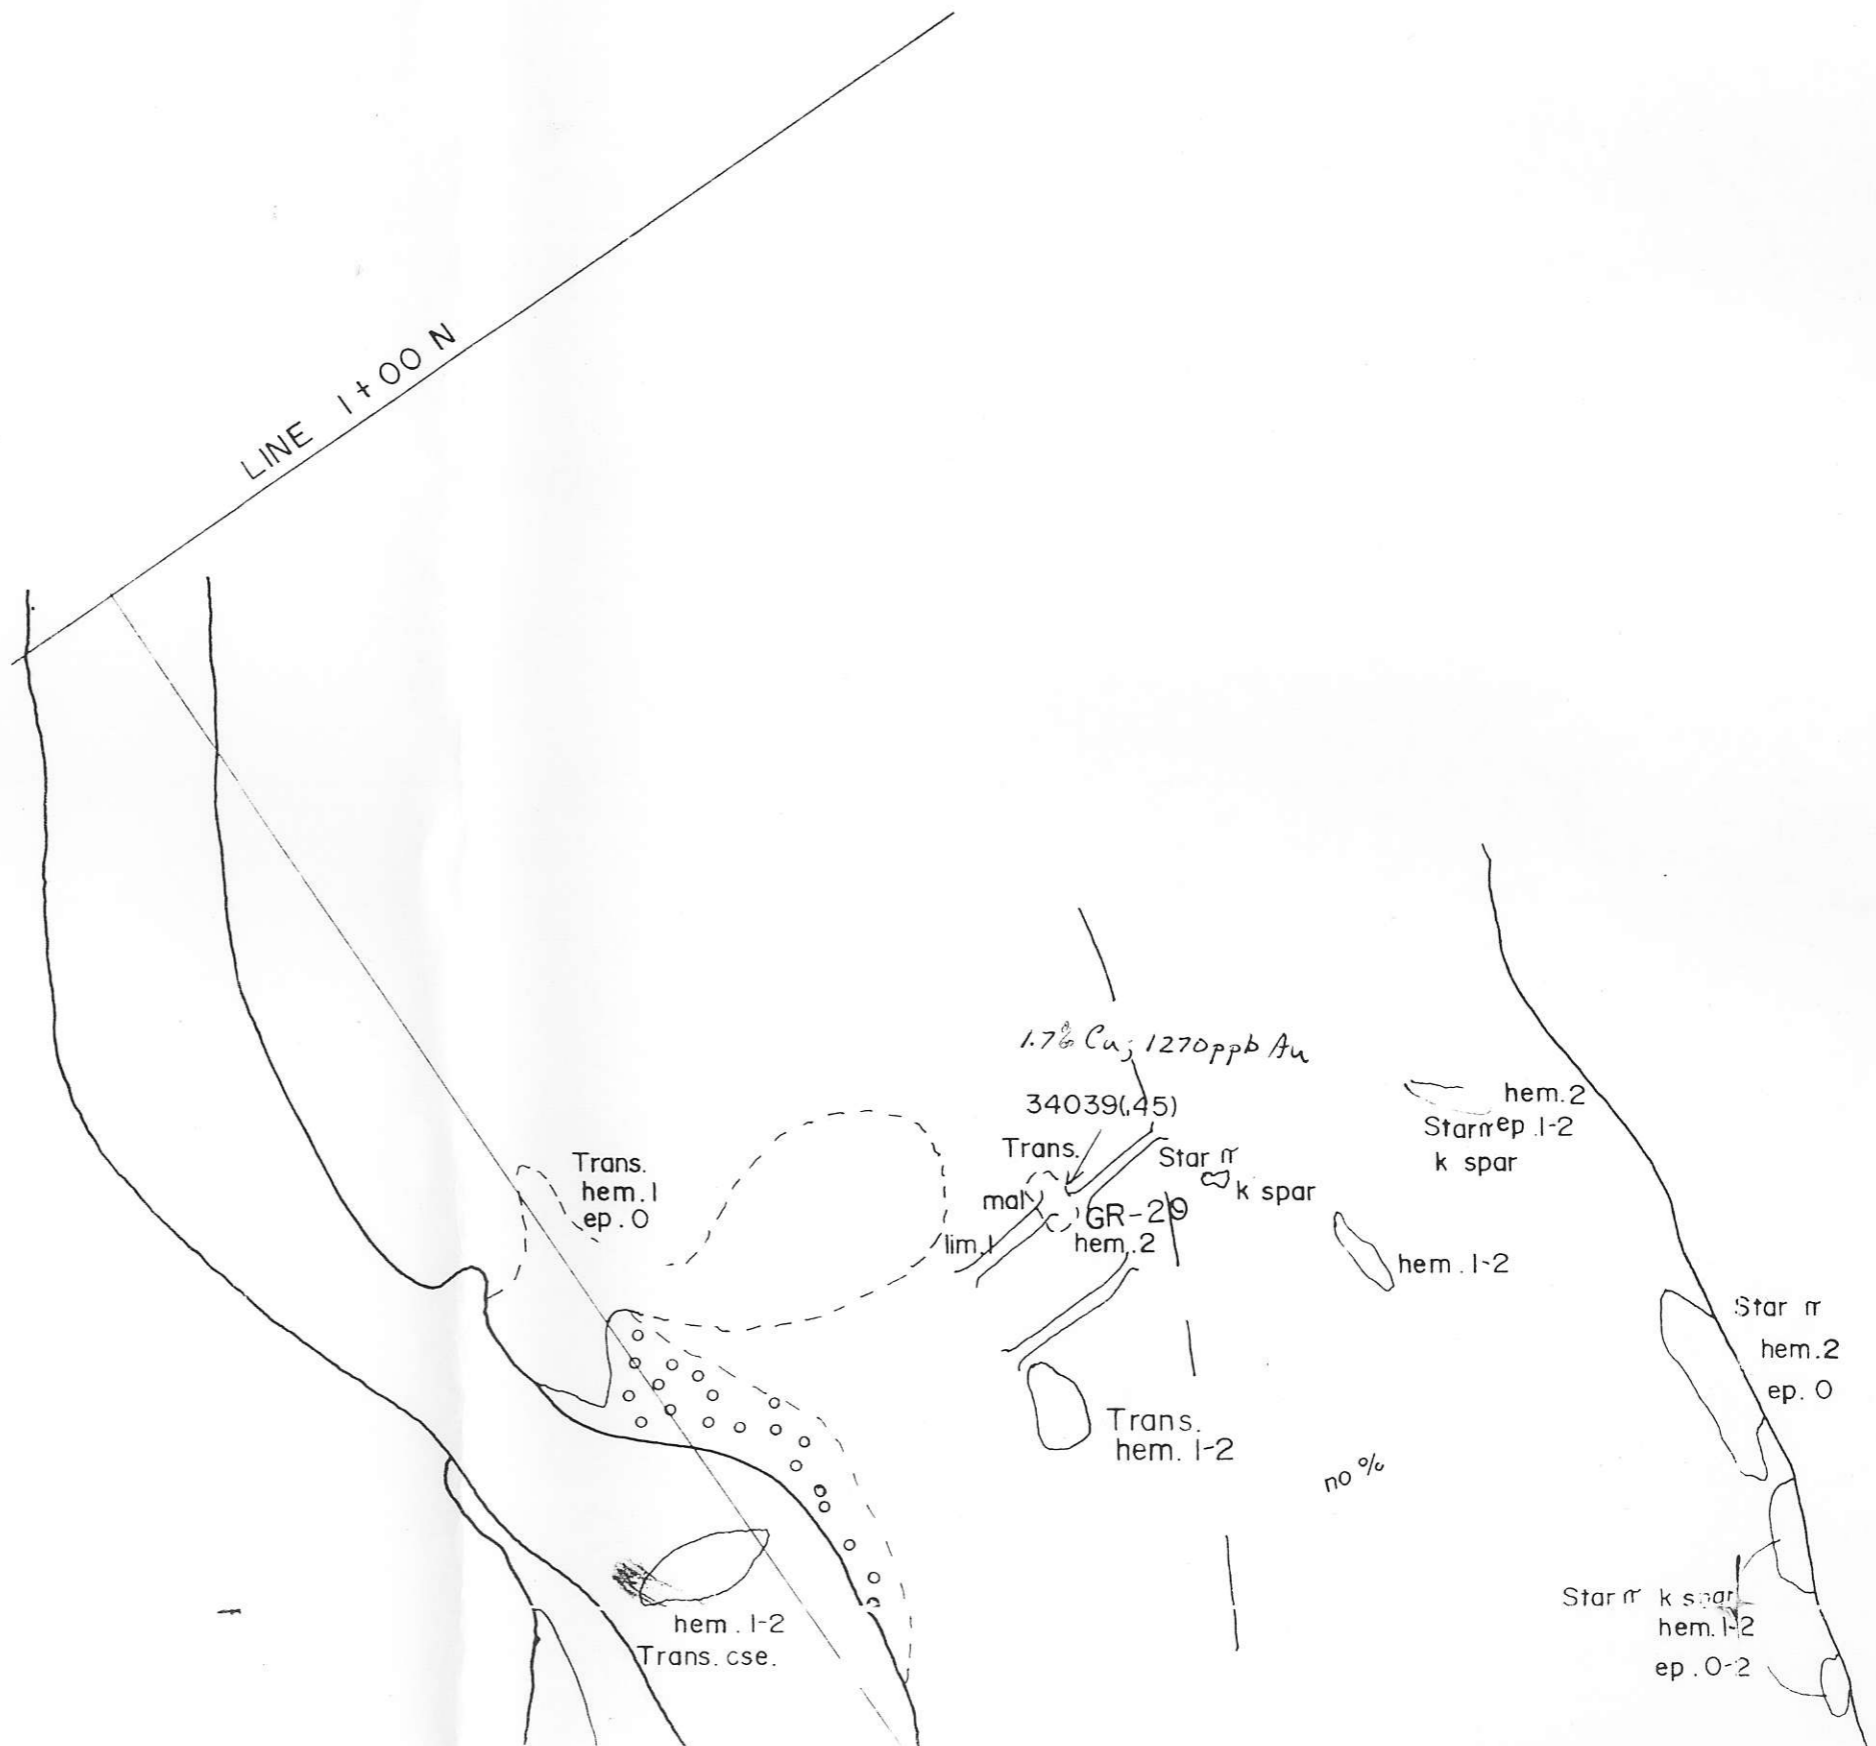 LINE 1+00 N
1.7% Cu; 1270ppb Au
34039(.45)
Trans.
mal
lim.1
GR-29
hem.2
Star
k spar
hem.2
Star ep.1-2
k spar
Trans.
hem.1
ep.0
hem.1-2
Star
hem.2
ep.0
Trans.
hem.1-2
no %
Star k spar
hem.1-2
ep.0-2
hem.1-2
Trans. cse.